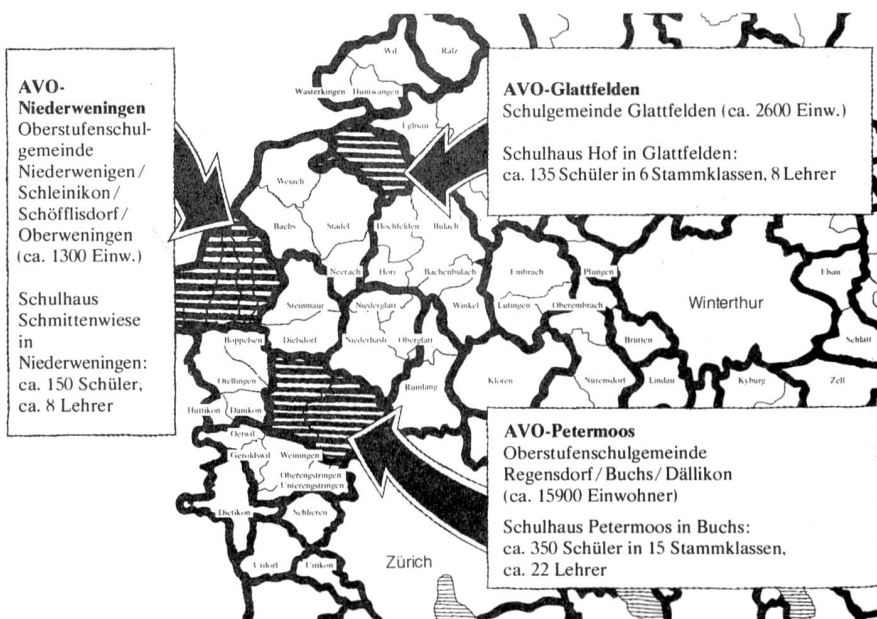 AVO-
Niederweningen
Oberstufenschul-
gemeinde
Niederwenigen/
Schleinikon/
Schöfflisdorf/
Oberweningen
(ca. 1300 Einw.)
Schulhaus
Schmittenwiese
in
Niederweningen:
ca. 150 Schüler,
ca. 8 Lehrer
AVO-Glattfelden
Schulgemeinde Glattfelden (ca. 2600 Einw.)
Schulhaus Hof in Glattfelden:
ca. 135 Schüler in 6 Stammklassen, 8 Lehrer
Wil
Rafz
Wasterkingen
Huntwangen
Eglisau
Weiach
Bachs
Stadel
Hochfelden
Bulach
Neerach
Hori
Bachenbulach
Embrach
Pfungen
Elsau
Winterthur
Steinmaur
Niederglatt
Winkel
Lufingen
Oberembrach
Boppelsen
Dielsdorf
Niederhasli
Oberglatt
Brütten
Schlatt
Otelfingen
Rümlang
Kloten
Nürensdorf
Lindau
Kyburg
Zell
Huttikon
Danikon
Oetwil
Geroldswil
Weiningen
Oberengstringen
Unterengstringen
Dietikon
Schlieren
Urdorf
Uitikon
Zürich
AVO-Petermoos
Oberstufenschulgemeinde
Regensdorf/Buchs/Dällikon
(ca. 15900 Einwohner)
Schulhaus Petermoos in Buchs:
ca. 350 Schüler in 15 Stammklassen,
ca. 22 Lehrer